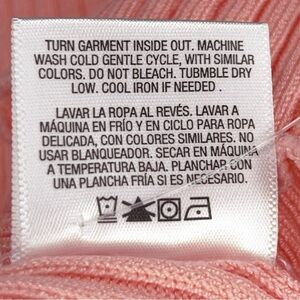 TURN GARMENT INSIDE OUT. MACHINE
WASH COLD GENTLE CYCLE, WITH SIMILAR
COLORS. DO NOT BLEACH. TUBMBLE DRY
LOW. COOL IRON IF NEEDED .
LAVAR LA ROPA AL REVÉS. LAVAR A
MÁQUINA EN FRÍO Y EN CICLO PARA ROPA
DELICADA, CON COLORES SIMILARES. NO
USAR BLANQUEADOR. SECAR EN MÁQUINA
A TEMPERATURA BAJA. PLANCHAR CON
UNA PLANCHA FRÍA SI ES NECESARIO.